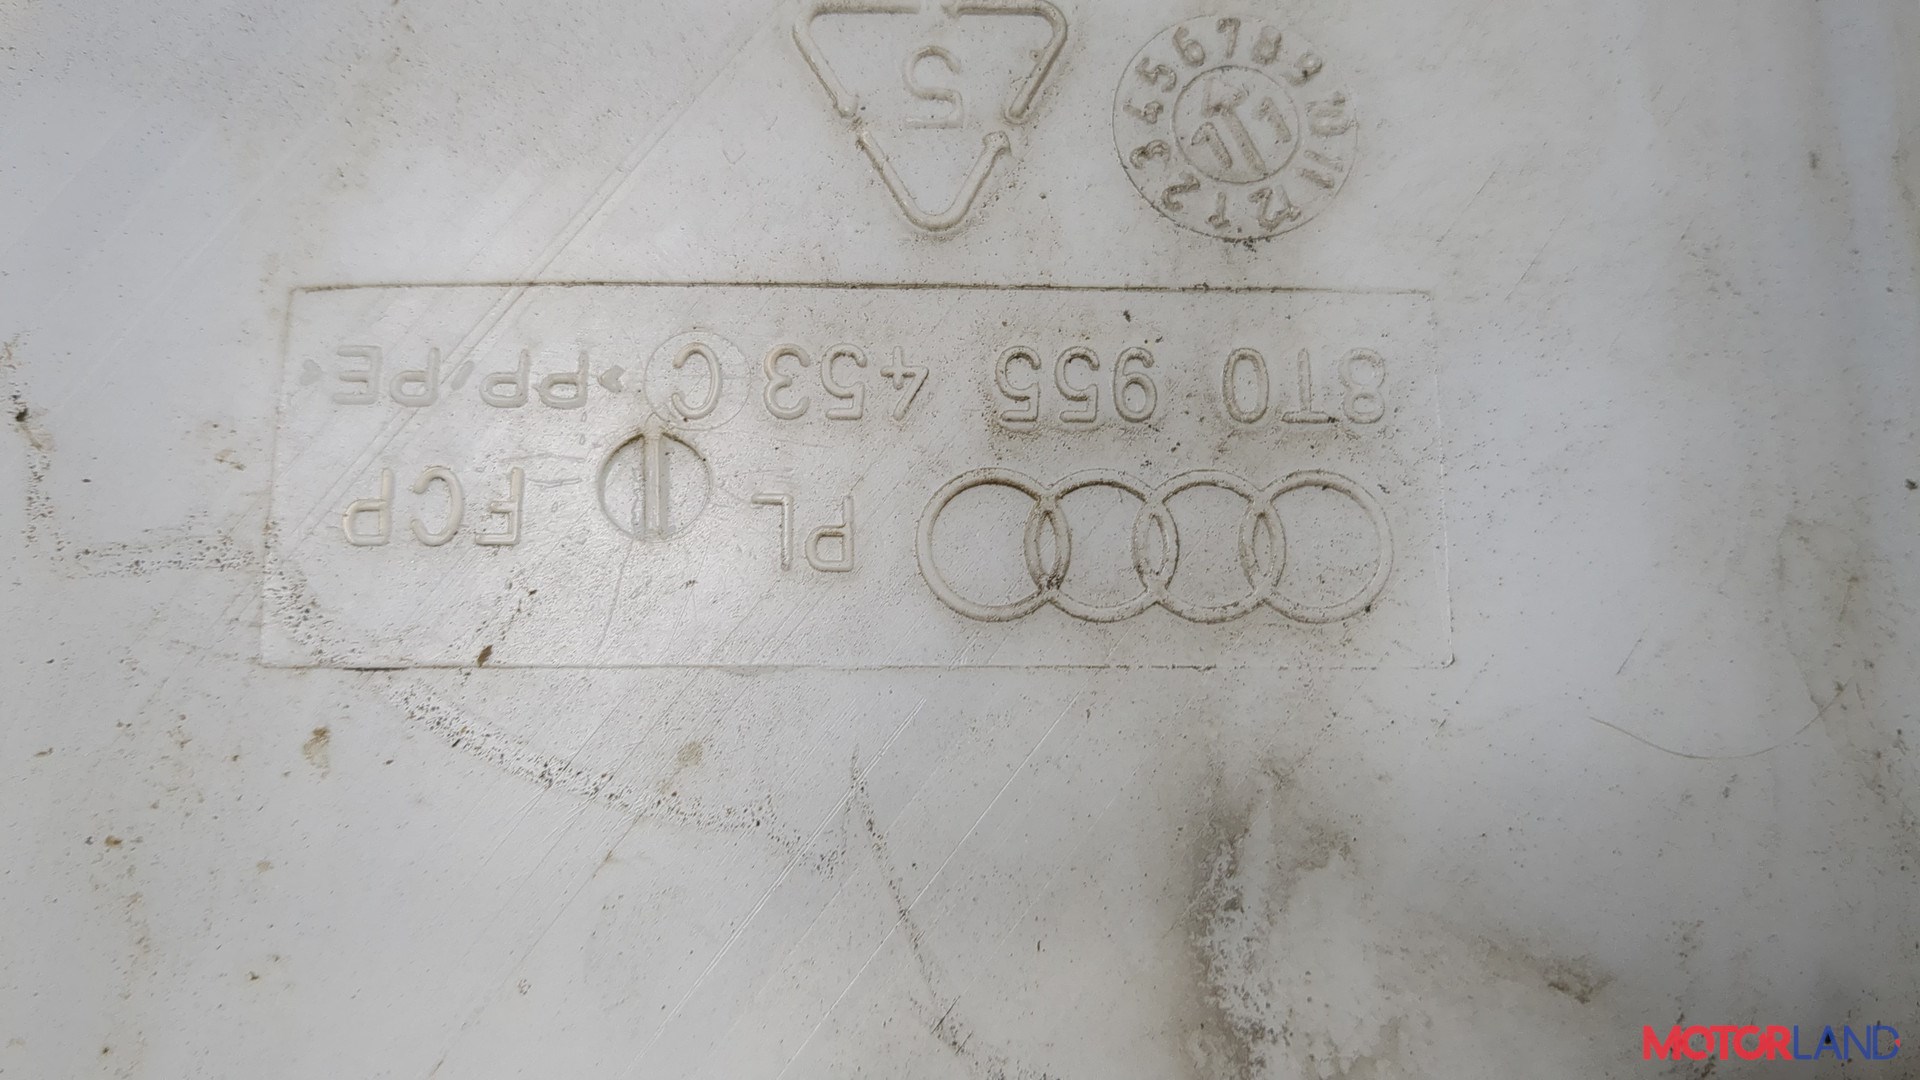 PL FCP
8T0 955 453 C >PP,PE<
1 2 3 4 5 6 7 8 9 10 11 12
11
5
MOTORLAND